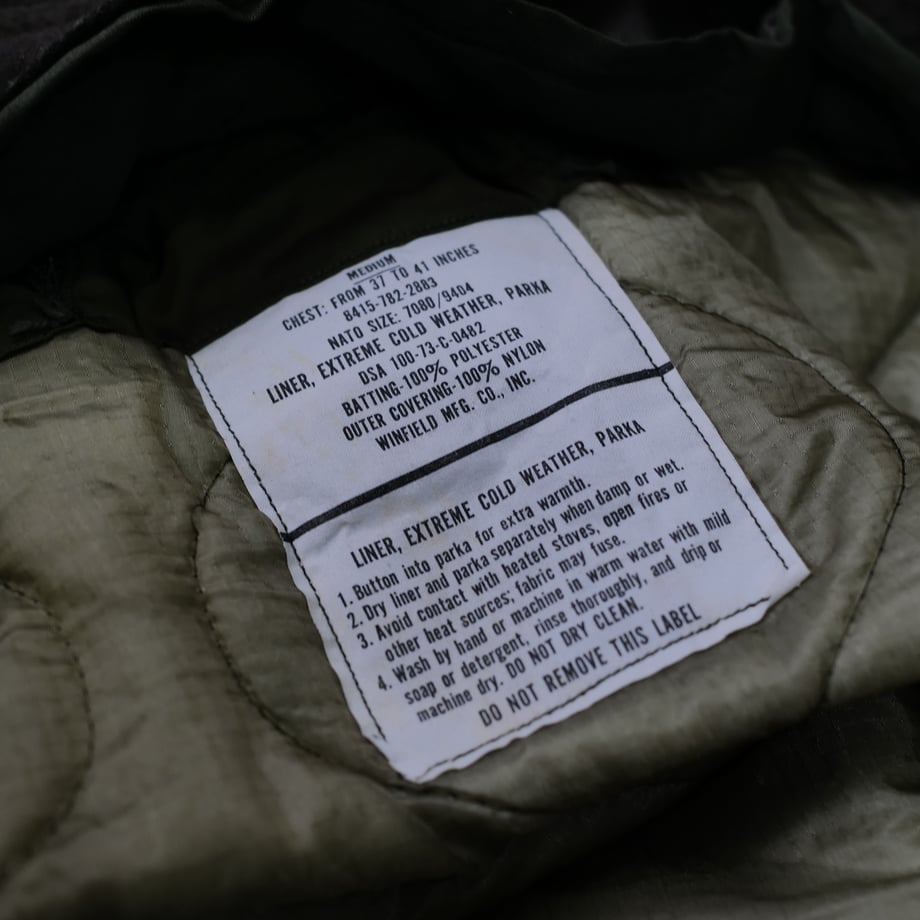 MEDIUM
CHEST: FROM 37 TO 41 INCHES
8415-782-2883
NATO SIZE: 7080/9404
LINER, EXTREME COLD WEATHER, PARKA
DSA 100-73-C-0482
BATTING-100% POLYESTER
OUTER COVERING-100% NYLON
WINFIELD MFG. CO., INC.
LINER, EXTREME COLD WEATHER, PARKA
1. Button into parka for extra warmth.
2. Dry liner and parka separately when damp or wet.
3. Avoid contact with heated stoves, open fires or
other heat sources; fabric may fuse.
4. Wash by hand or machine in warm water with mild
soap or detergent, rinse thoroughly, and drip or
machine dry. DO NOT DRY CLEAN.
DO NOT REMOVE THIS LABEL